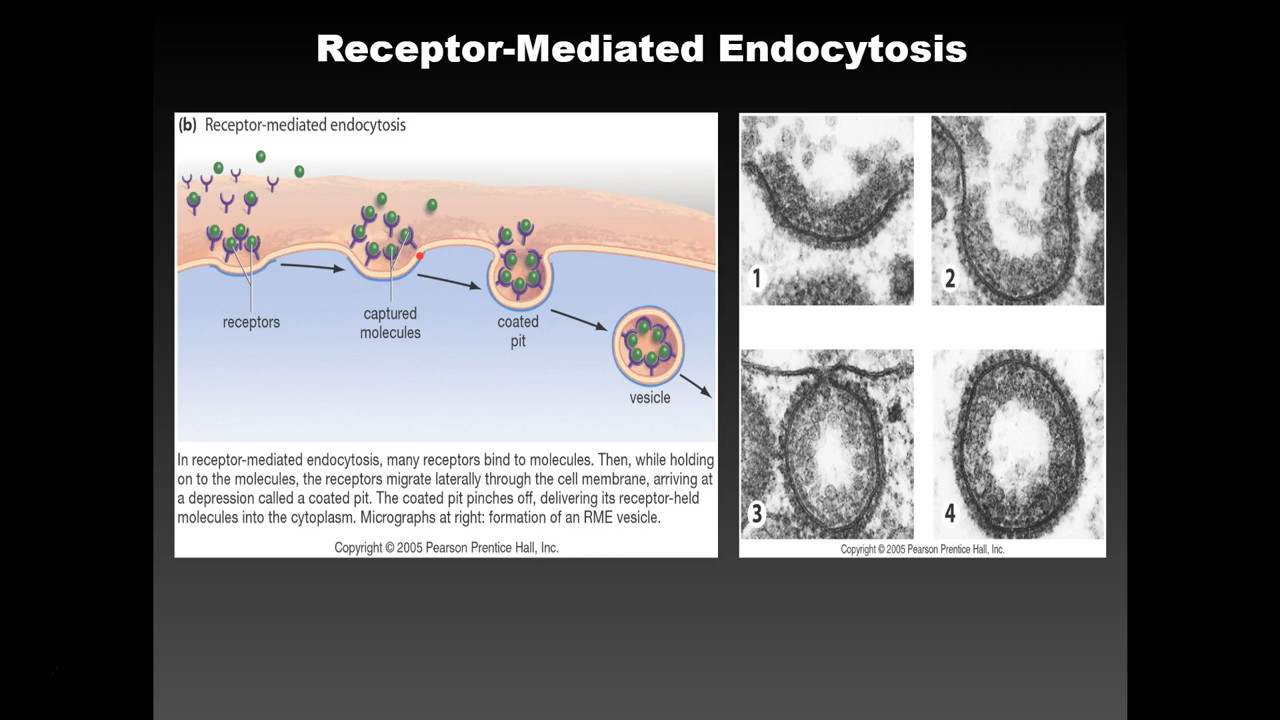 Receptor-Mediated Endocytosis
(b) Receptor-mediated endocytosis
receptors
captured
molecules
coated
pit
vesicle
In receptor-mediated endocytosis, many receptors bind to molecules. Then, while holding
on to the molecules, the receptors migrate laterally through the cell membrane, arriving at
a depression called a coated pit. The coated pit pinches off, delivering its receptor-held
molecules into the cytoplasm. Micrographs at right: formation of an RME vesicle.
Copyright © 2005 Pearson Prentice Hall, Inc.
1
2
3
4
Copyright © 2005 Pearson Prentice Hall, Inc.